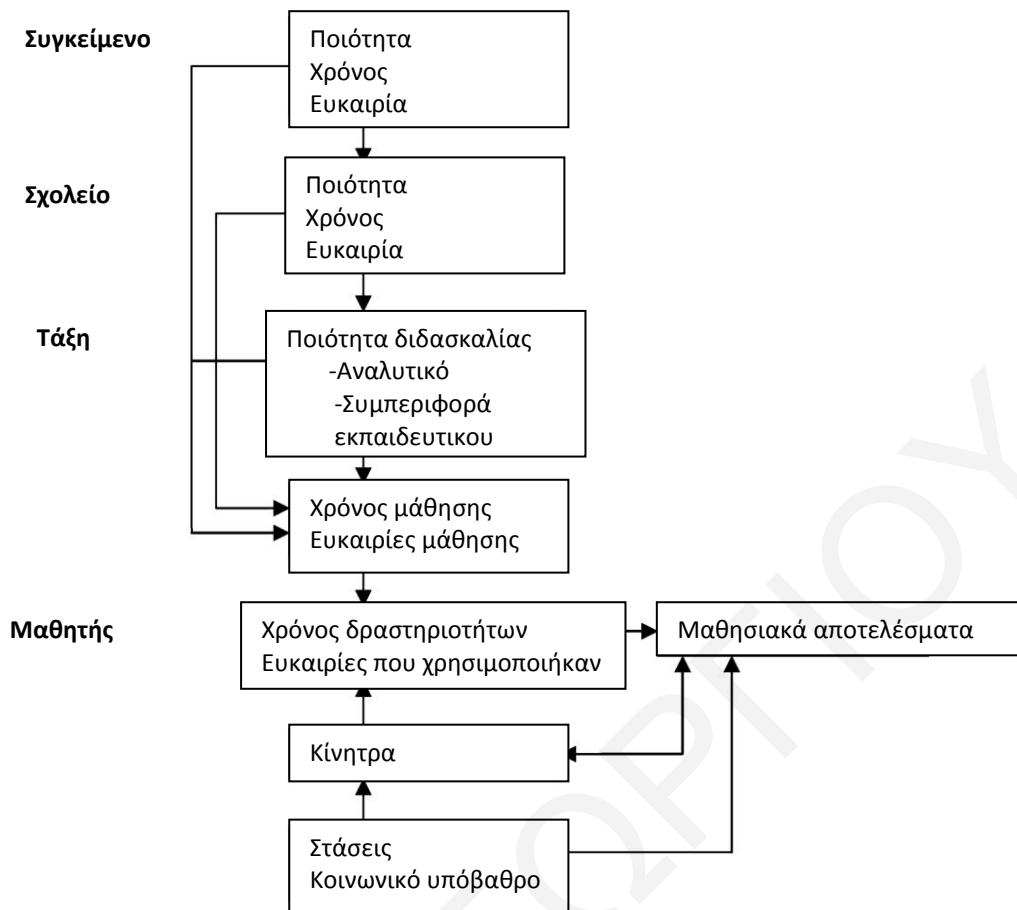 Συγκείμενο
Ποιότητα
Χρόνος
Ευκαιρία
Σχολείο
Ποιότητα
Χρόνος
Ευκαιρία
Τάξη
Ποιότητα διδασκαλίας
-Αναλυτικό
-Συμπεριφορά
εκπαιδευτικου
Χρόνος μάθησης
Ευκαιρίες μάθησης
Μαθητής
Χρόνος δραστηριοτήτων
Ευκαιρίες που χρησιμοποιήκαν
Μαθησιακά αποτελέσματα
Κίνητρα
Στάσεις
Κοινωνικό υπόβαθρο